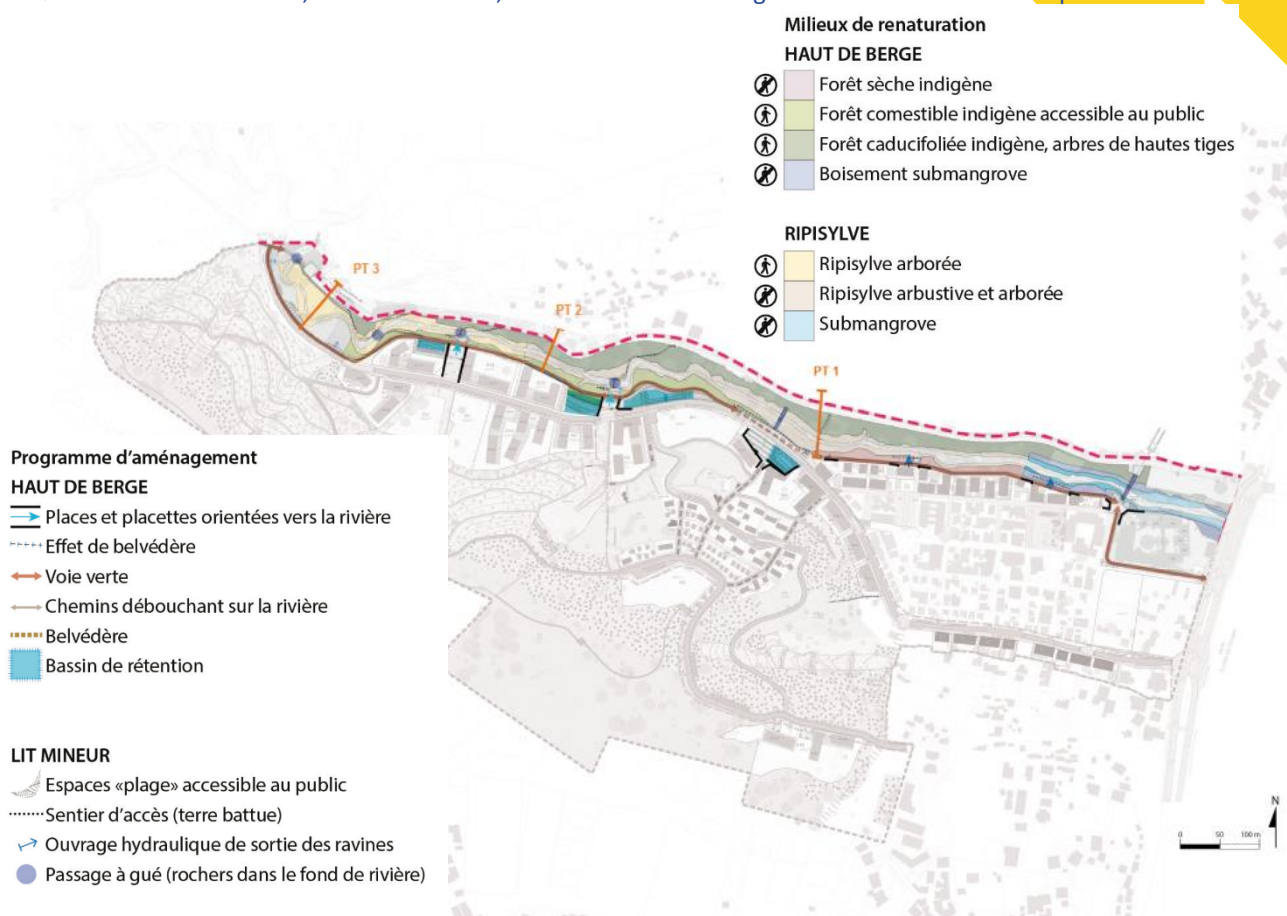 Milieux de renaturation
HAUT DE BERGE
Forêt sèche indigène
Forêt comestible indigène accessible au public
Forêt caducifoliée indigène, arbres de hautes tiges
Boisement submangrove
RIPISYLVE
Ripisylve arborée
Ripisylve arbustive et arborée
Submangrove
PT 3
PT 2
PT 1
Programme d’aménagement
HAUT DE BERGE
Places et placettes orientées vers la rivière
Effet de belvédère
Voie verte
Chemins débouchant sur la rivière
Belvédère
Bassin de rétention
LIT MINEUR
Espaces «plage» accessible au public
Sentier d’accès (terre battue)
Ouvrage hydraulique de sortie des ravines
Passage à gué (rochers dans le fond de rivière)
N
0 50 100 m